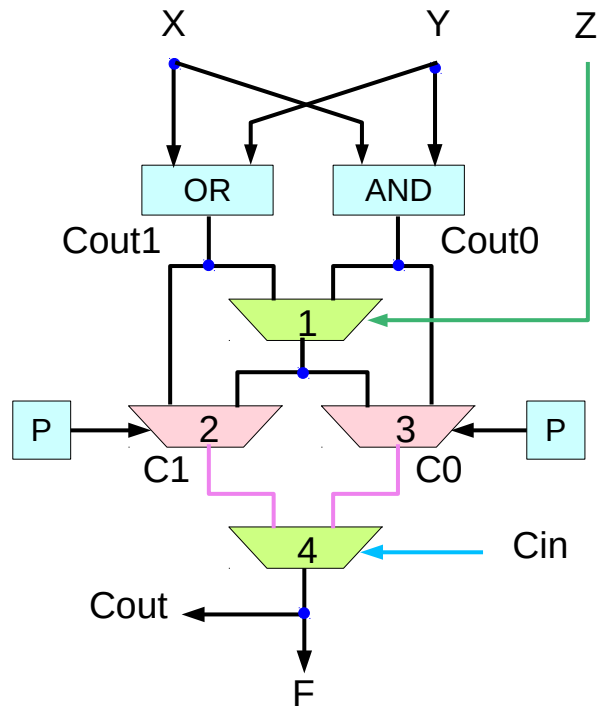 X Y Z
OR AND
Cout1 Cout0
1
P 2 3 P
C1 C0
4 Cin
Cout
F